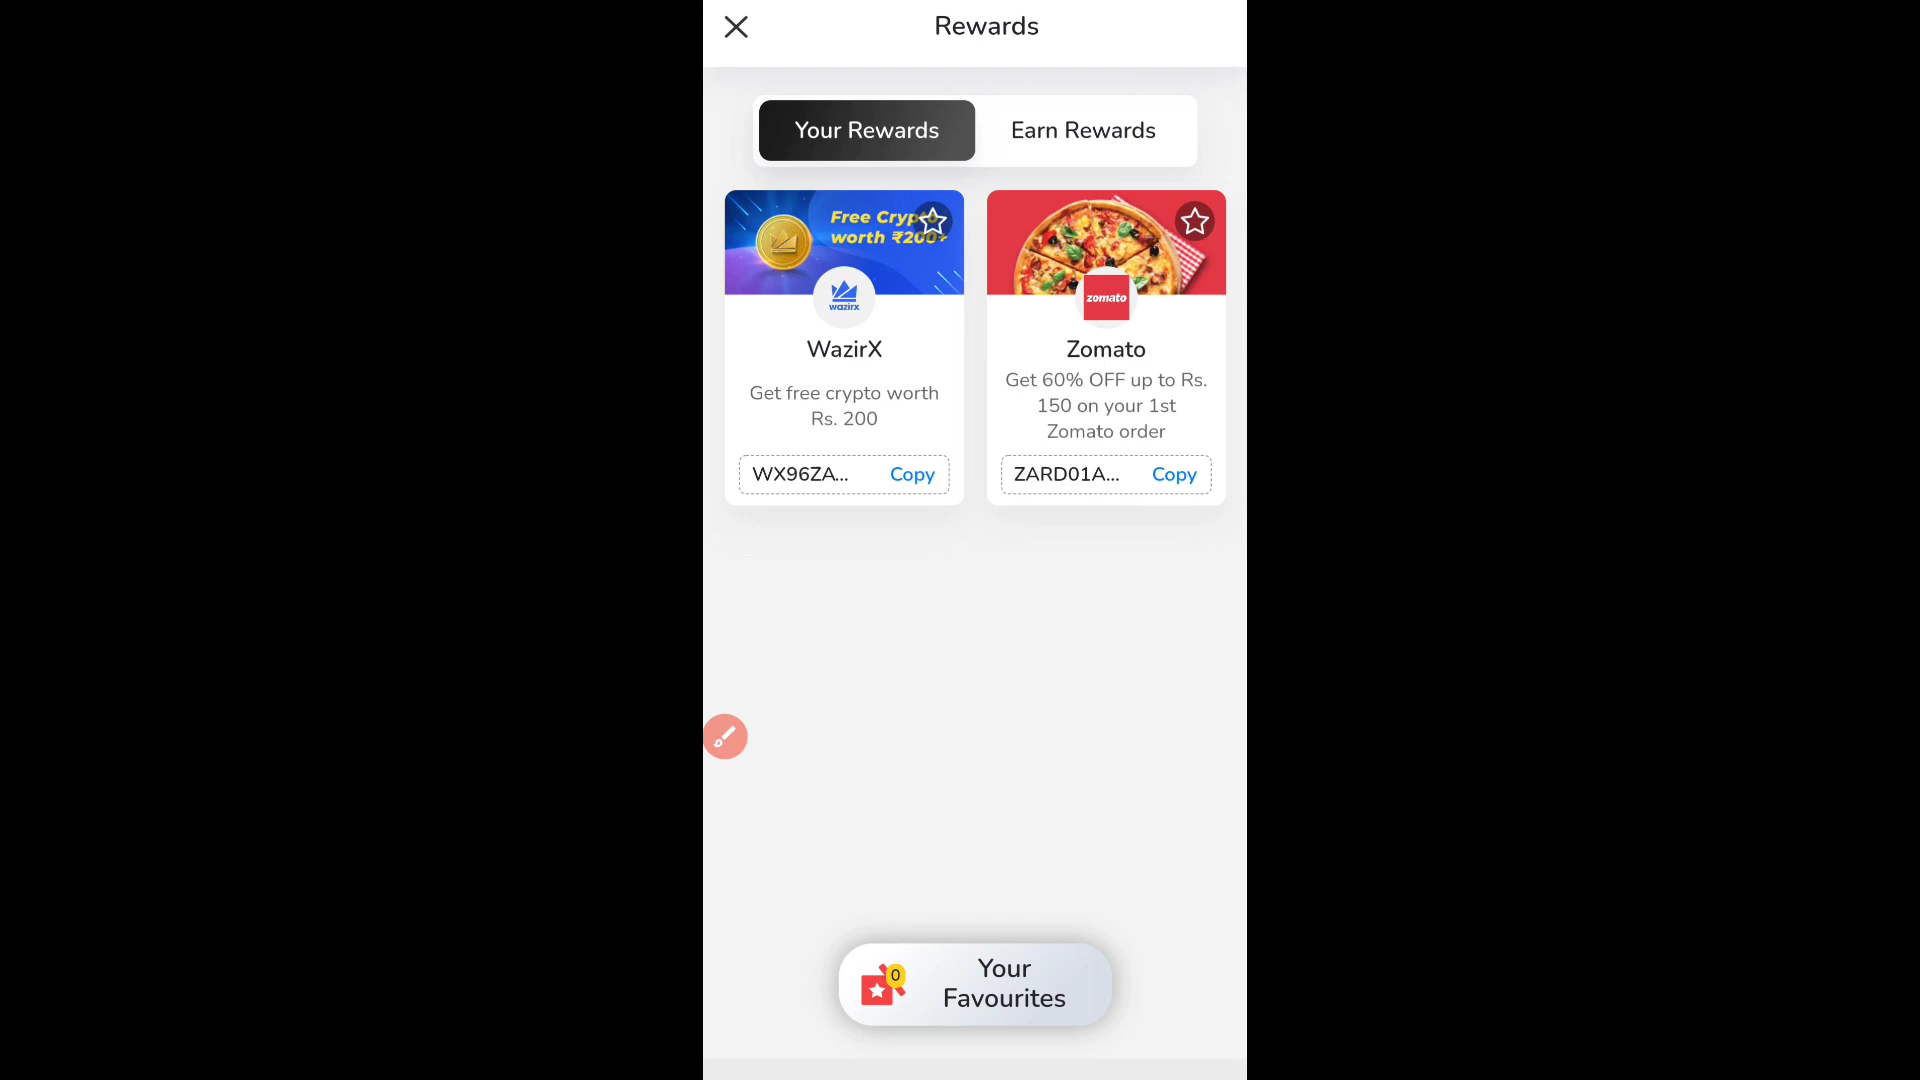 Rewards
Your Rewards
Earn Rewards
Free Crypto
worth ₹200+
wazirx
WazirX
Get free crypto worth
Rs. 200
WX96ZA...
Copy
zomato
Zomato
Get 60% OFF up to Rs.
150 on your 1st
Zomato order
ZARD01A...
Copy
0
Your
Favourites